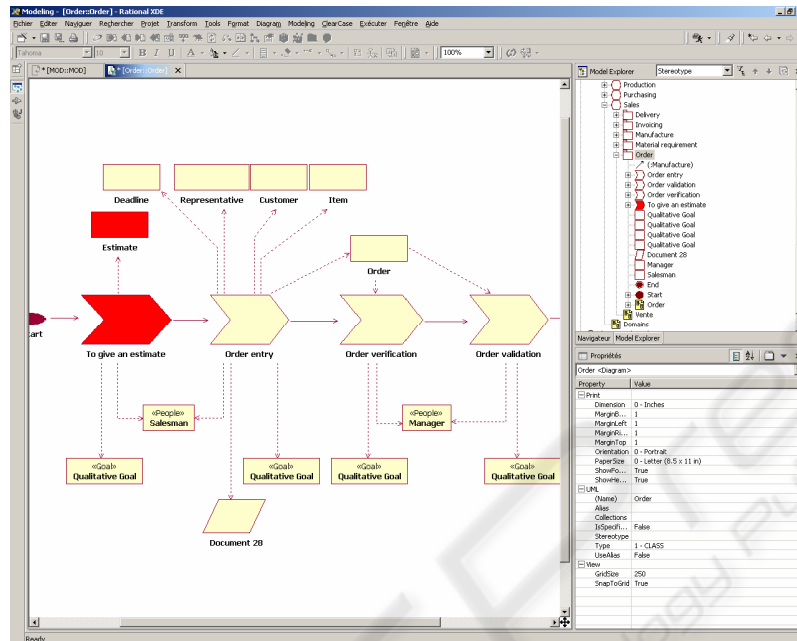 Modeling - [Order::Order] - Rational XDE
Fichier Editer Naviguer Rechercher Projet Transform Tools Format Diagram Modeling ClearCase Exécuter Fenêtre Aide
Tahoma 10 B I U A 100%
*[MOD::MOD] *[Order::Order]
Deadline Representative Customer Item
Estimate
Order
art
To give an estimate Order entry Order verification Order validation
«People»
Salesman
«People»
Manager
«Goal»
Qualitative Goal
«Goal»
Qualitative Goal
«Goal»
Qualitative Goal
«Goal»
Qualitative Goal
Document 28
Model Explorer Stereotype
Production
Purchasing
Sales
Delivery
Invoicing
Manufacture
Material requirement
Order
(:Manufacture)
Order entry
Order validation
Order verification
To give an estimate
Qualitative Goal
Qualitative Goal
Qualitative Goal
Qualitative Goal
Document 28
Manager
Salesman
End
Start
Order
Vente
Domains
Navigateur Model Explorer
Propriétés
Order <Diagram>
Property Value
Print
Dimension 0 - Inches
MarginB... 1
MarginLeft 1
MarginRi... 1
MarginTop 1
Orientation 0 - Portrait
PaperSize 0 - Letter (8.5 x 11 in)
ShowFo... True
ShowHe... True
UML
(Name) Order
Alias
Collections
IsSpecifi... False
Stereotype
Type 1 - CLASS
UseAlias False
View
GridSize 250
SnapToGrid True
Ready